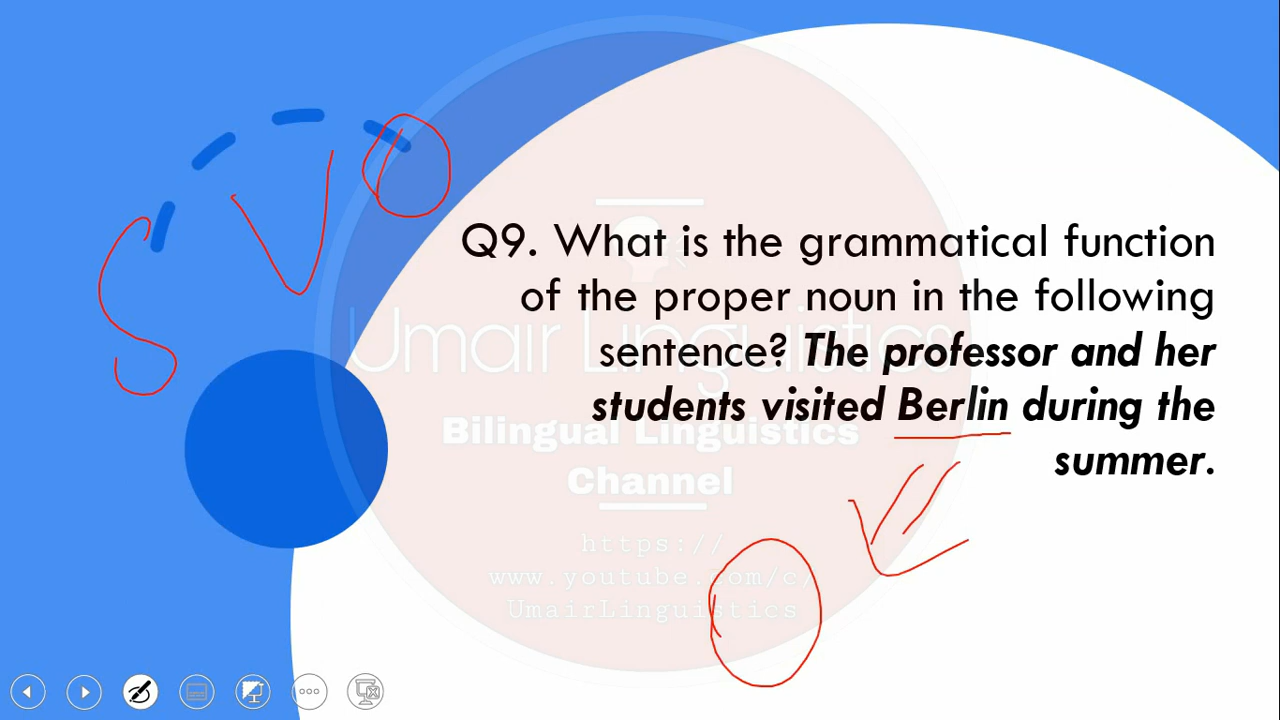 S V O
Q9. What is the grammatical function
of the proper noun in the following
sentence? The professor and her
students visited Berlin during the
summer.
O
Umair Linguistics
Bilingual Linguistics
Channel
https://
www.youtube.com/c/
UmairLinguistics